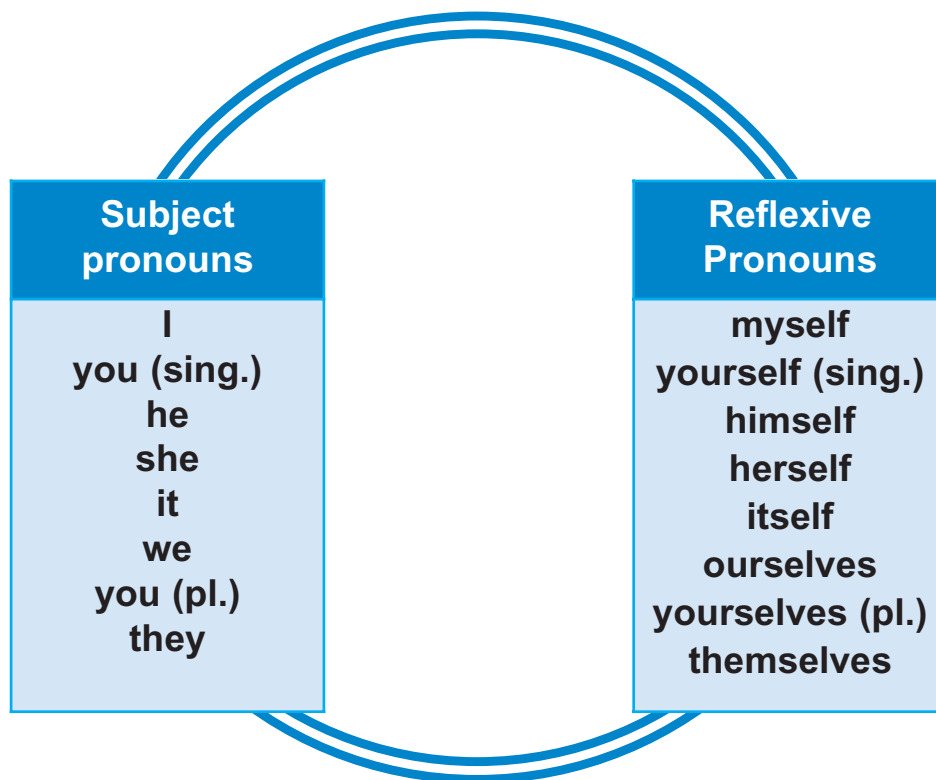 Subject
pronouns
I
you (sing.)
he
she
it
we
you (pl.)
they
Reflexive
Pronouns
myself
yourself (sing.)
himself
herself
itself
ourselves
yourselves (pl.)
themselves